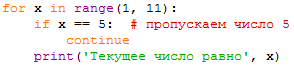 for x in range(1, 11):
    if x == 5:  # пропускаем число 5
        continue
    print('Текущее число равно', x)